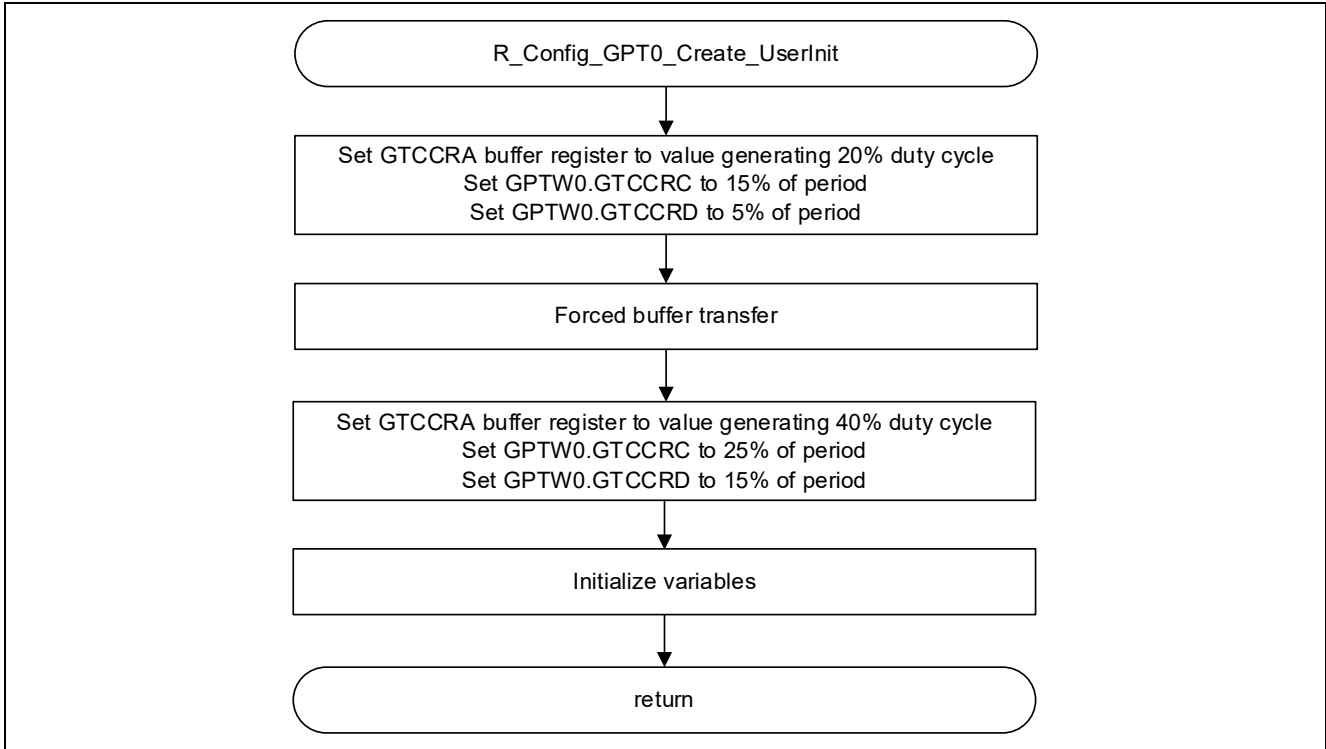 R_Config_GPT0_Create_UserInit
Set GTCCRA buffer register to value generating 20% duty cycle
Set GPTW0.GTCCRC to 15% of period
Set GPTW0.GTCCRD to 5% of period
Forced buffer transfer
Set GTCCRA buffer register to value generating 40% duty cycle
Set GPTW0.GTCCRC to 25% of period
Set GPTW0.GTCCRD to 15% of period
Initialize variables
return